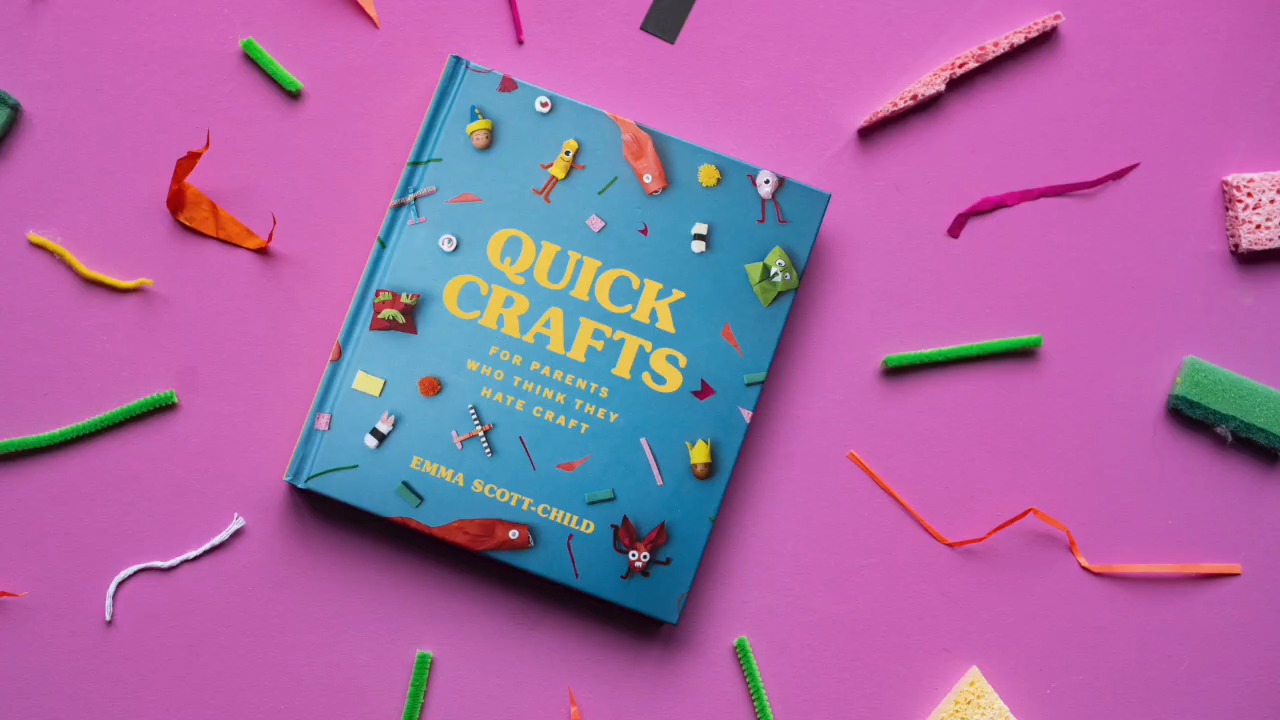 QUICK
CRAFTS
FOR PARENTS
WHO THINK THEY
HATE CRAFT
EMMA SCOTT-CHILD